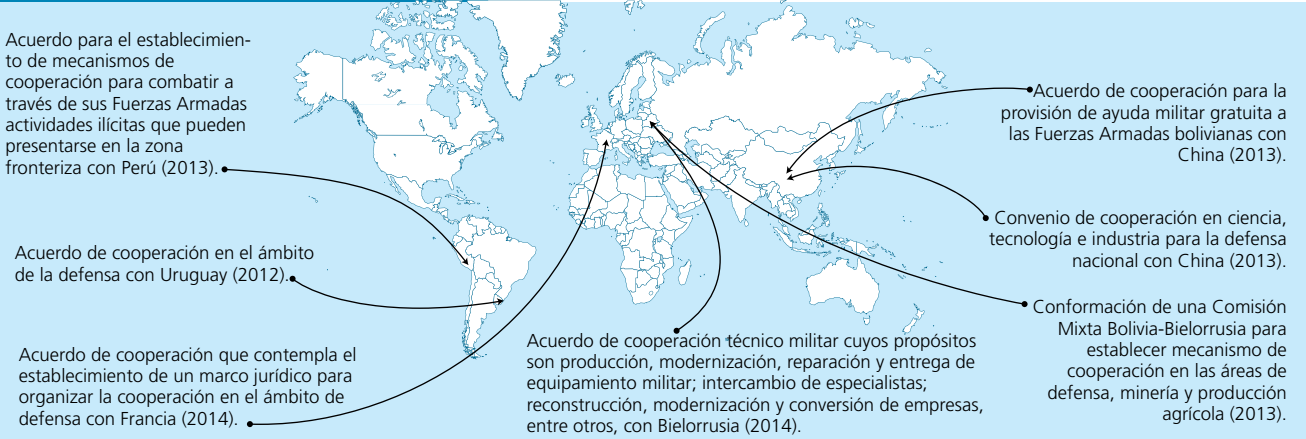 Acuerdo para el establecimien-
to de mecanismos de
cooperación para combatir a
través de sus Fuerzas Armadas
actividades ilícitas que pueden
presentarse en la zona
fronteriza con Perú (2013).
Acuerdo de cooperación en el ámbito
de la defensa con Uruguay (2012).
Acuerdo de cooperación que contempla el
establecimiento de un marco jurídico para
organizar la cooperación en el ámbito de
defensa con Francia (2014).
Acuerdo de cooperación técnico militar cuyos propósitos
son producción, modernización, reparación y entrega de
equipamiento militar; intercambio de especialistas;
reconstrucción, modernización y conversión de empresas,
entre otros, con Bielorrusia (2014).
Acuerdo de cooperación para la
provisión de ayuda militar gratuita a
las Fuerzas Armadas bolivianas con
China (2013).
Convenio de cooperación en ciencia,
tecnología e industria para la defensa
nacional con China (2013).
Conformación de una Comisión
Mixta Bolivia-Bielorrusia para
establecer mecanismo de
cooperación en las áreas de
defensa, minería y producción
agrícola (2013).